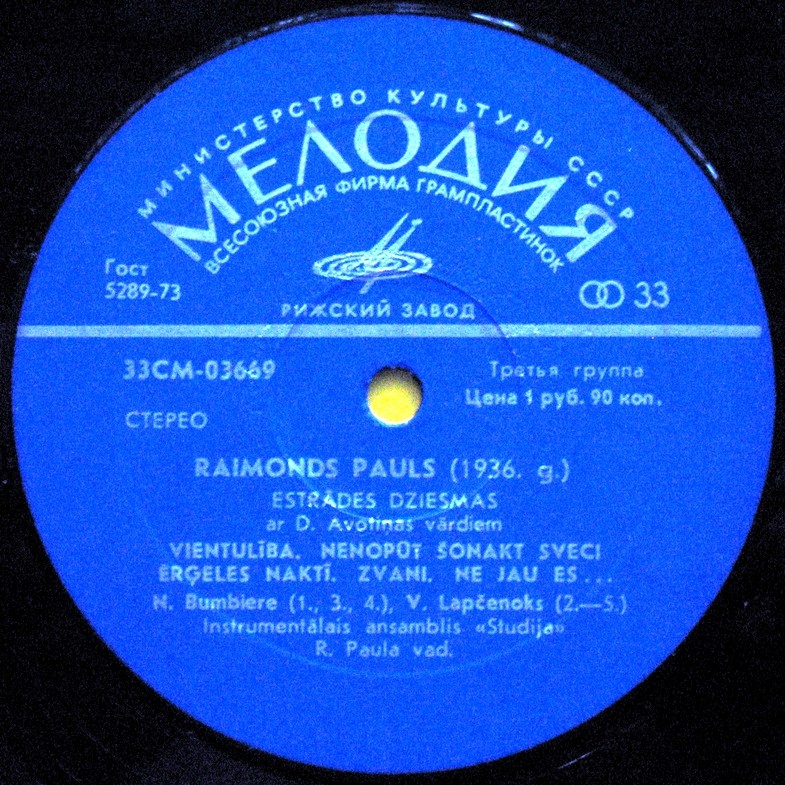 МИНИСТЕРСТВО КУЛЬТУРЫ СССР
МЕЛОДИЯ
ВСЕСОЮЗНАЯ ФИРМА ГРАМПЛАСТИНОК
Гост
5289-73
33
РИЖСКИЙ ЗАВОД
33СМ-03669
Третья группа
Цена 1 руб. 90 коп.
СТЕРЕО
RAIMONDS PAULS (1936. g.)
ESTRĀDES DZIESMAS
ar D. Avotiņas vārdiem
VIENTULĪBA. NENOPŪT ŠONAKT SVECI
ĒRĢELES NAKTĪ. ZVANI. NE JAU ES...
N. Bumbiere (1., 3., 4.), V. Lapčenoks (2.—5.)
Instrumentālais ansamblis «Studija»
R. Paula vad.